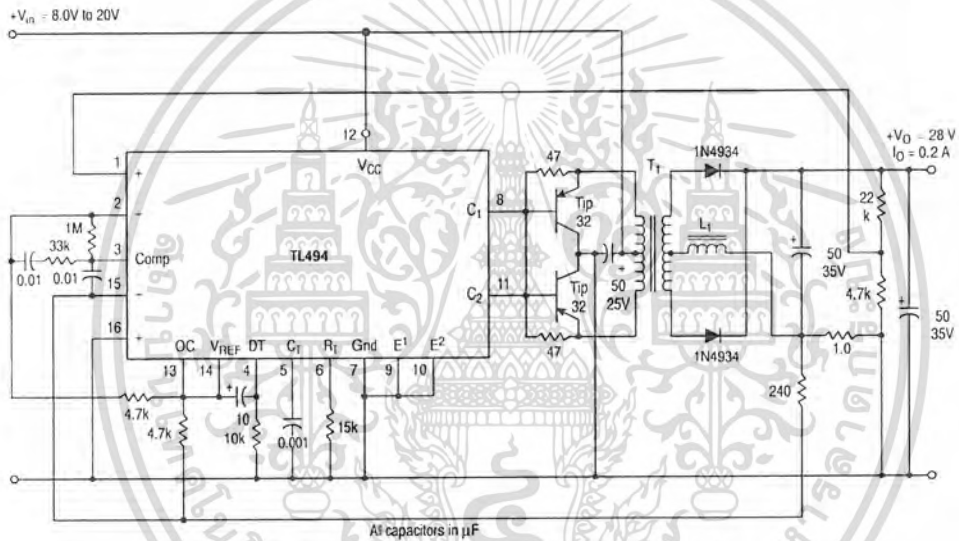 +Vin = 8.0V to 20V
+VO = 28 V
IO = 0.2 A
12
VCC
1
+
2
−
3
Comp
15
−
16
+
TL494
1M
33k
0.01
0.01
C1
8
C2
11
47
Tip
32
Tip
32
47
50
25V
T1
1N4934
L1
1N4934
50
35V
22
k
4.7k
1.0
50
35V
240
OC
VREF
DT
CT
RT
Gnd
E1
E2
13
14
4
5
6
7
9
10
4.7k
4.7k
10
10k
0.001
15k
All capacitors in µF